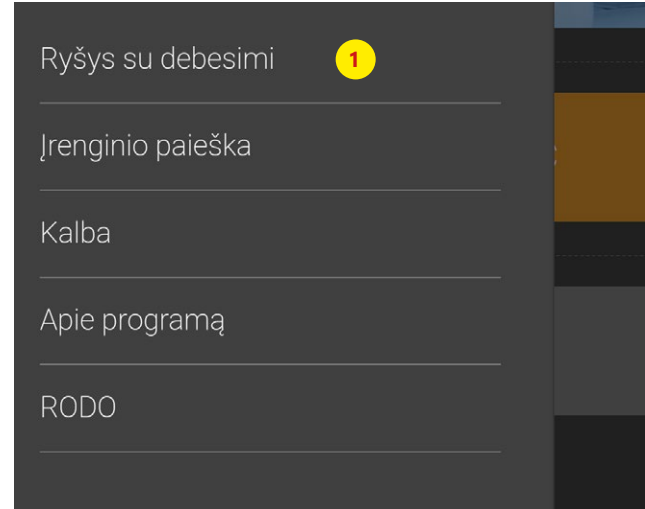 Ryšys su debesimi 1
Įrenginio paieška
Kalba
Apie programą
RODO